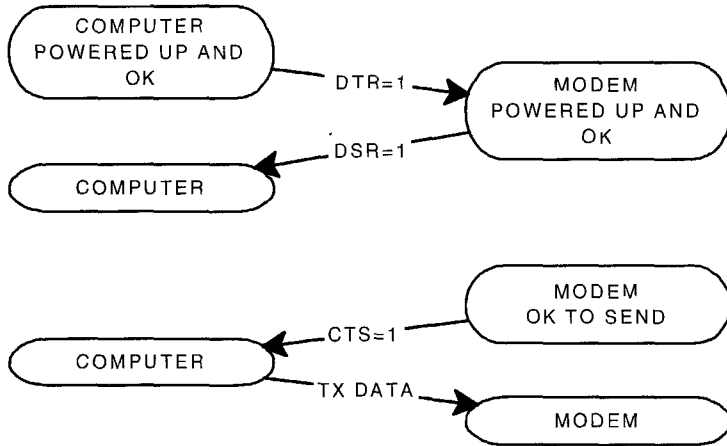 COMPUTER
POWERED UP AND
OK
DTR=1
MODEM
POWERED UP AND
OK
DSR=1
COMPUTER
MODEM
OK TO SEND
CTS=1
COMPUTER
TX DATA
MODEM